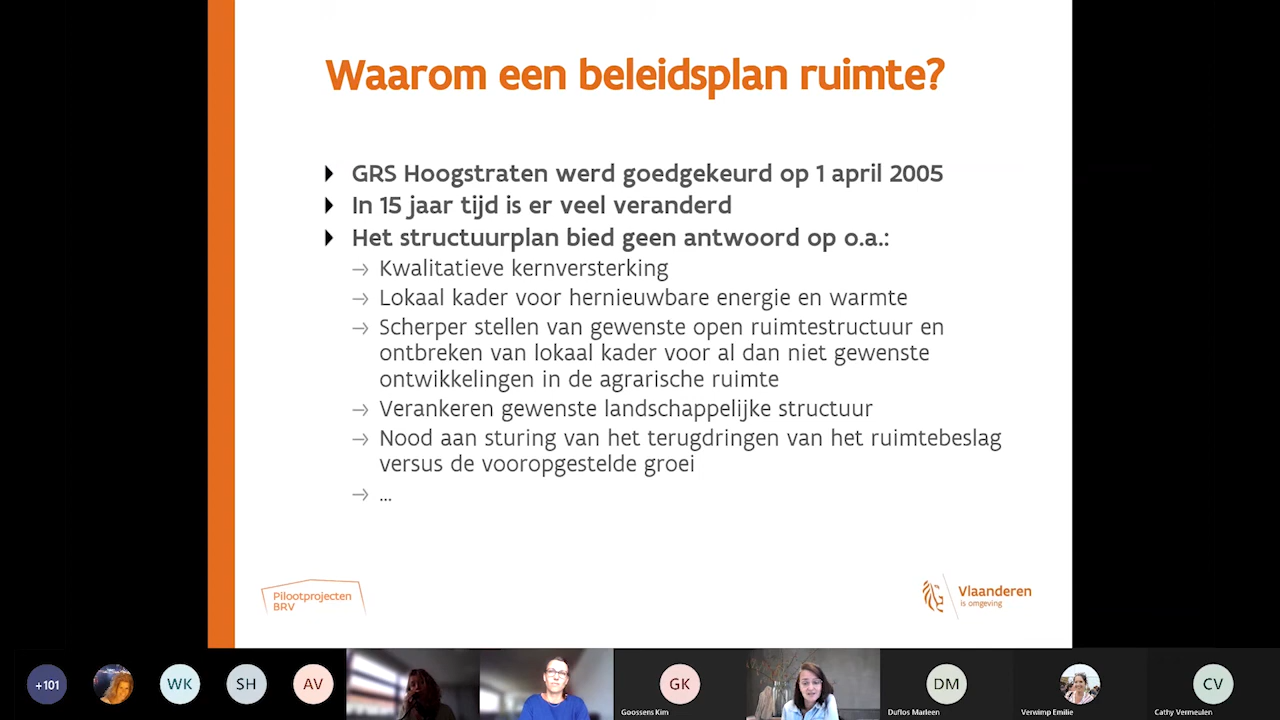 Waarom een beleidsplan ruimte?
GRS Hoogstraten werd goedgekeurd op 1 april 2005
In 15 jaar tijd is er veel veranderd
Het structuurplan bied geen antwoord op o.a.:
→ Kwalitatieve kernversterking
→ Lokaal kader voor hernieuwbare energie en warmte
→ Scherper stellen van gewenste open ruimtestructuur en
ontbreken van lokaal kader voor al dan niet gewenste
ontwikkelingen in de agrarische ruimte
→ Verankeren gewenste landschappelijke structuur
→ Nood aan sturing van het terugdringen van het ruimtebeslag
versus de vooropgestelde groei
→ ...
Pilootprojecten
BRV
Vlaanderen
is omgeving
+101
WK
SH
AV
GK
Goossens Kim
DM
Duflos Marleen
Verwimp Emilie
CV
Cathy Vermeulen